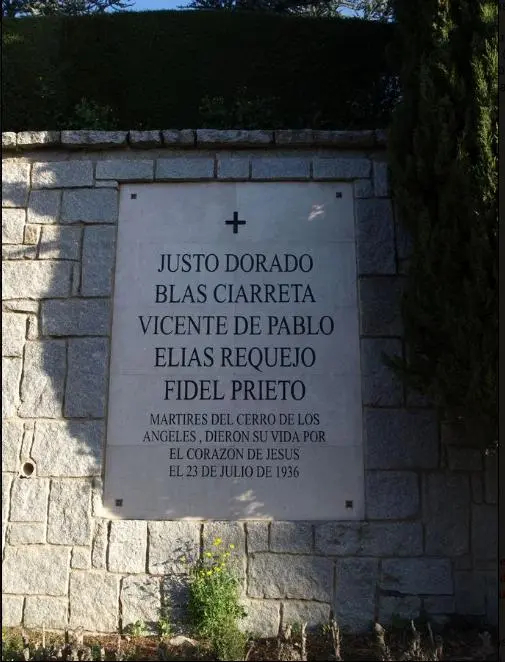 JUSTO DORADO
BLAS CIARRETA
VICENTE DE PABLO
ELIAS REQUEJO
FIDEL PRIETO
MARTIRES DEL CERRO DE LOS
ANGELES , DIERON SU VIDA POR
EL CORAZON DE JESUS
EL 23 DE JULIO DE 1936